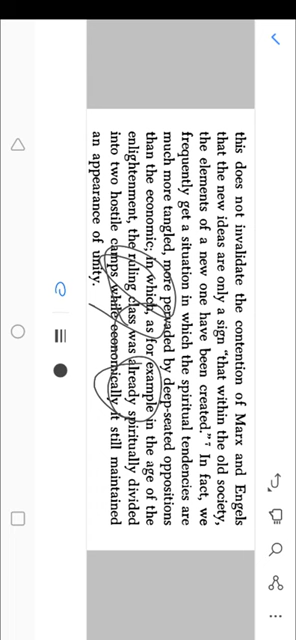 this does not invalidate the contention of Marx and Engels
that the new ideas are only a sign "that within the old society,
the elements of a new one have been created."⁷ In fact, we
frequently get a situation in which the spiritual tendencies are
much more tangled, more pervaded by deep-seated oppositions
than the economic; in which, as for example in the age of the
enlightenment, the ruling class was already spiritually divided
into two hostile camps while economically it still maintained
an appearance of unity.